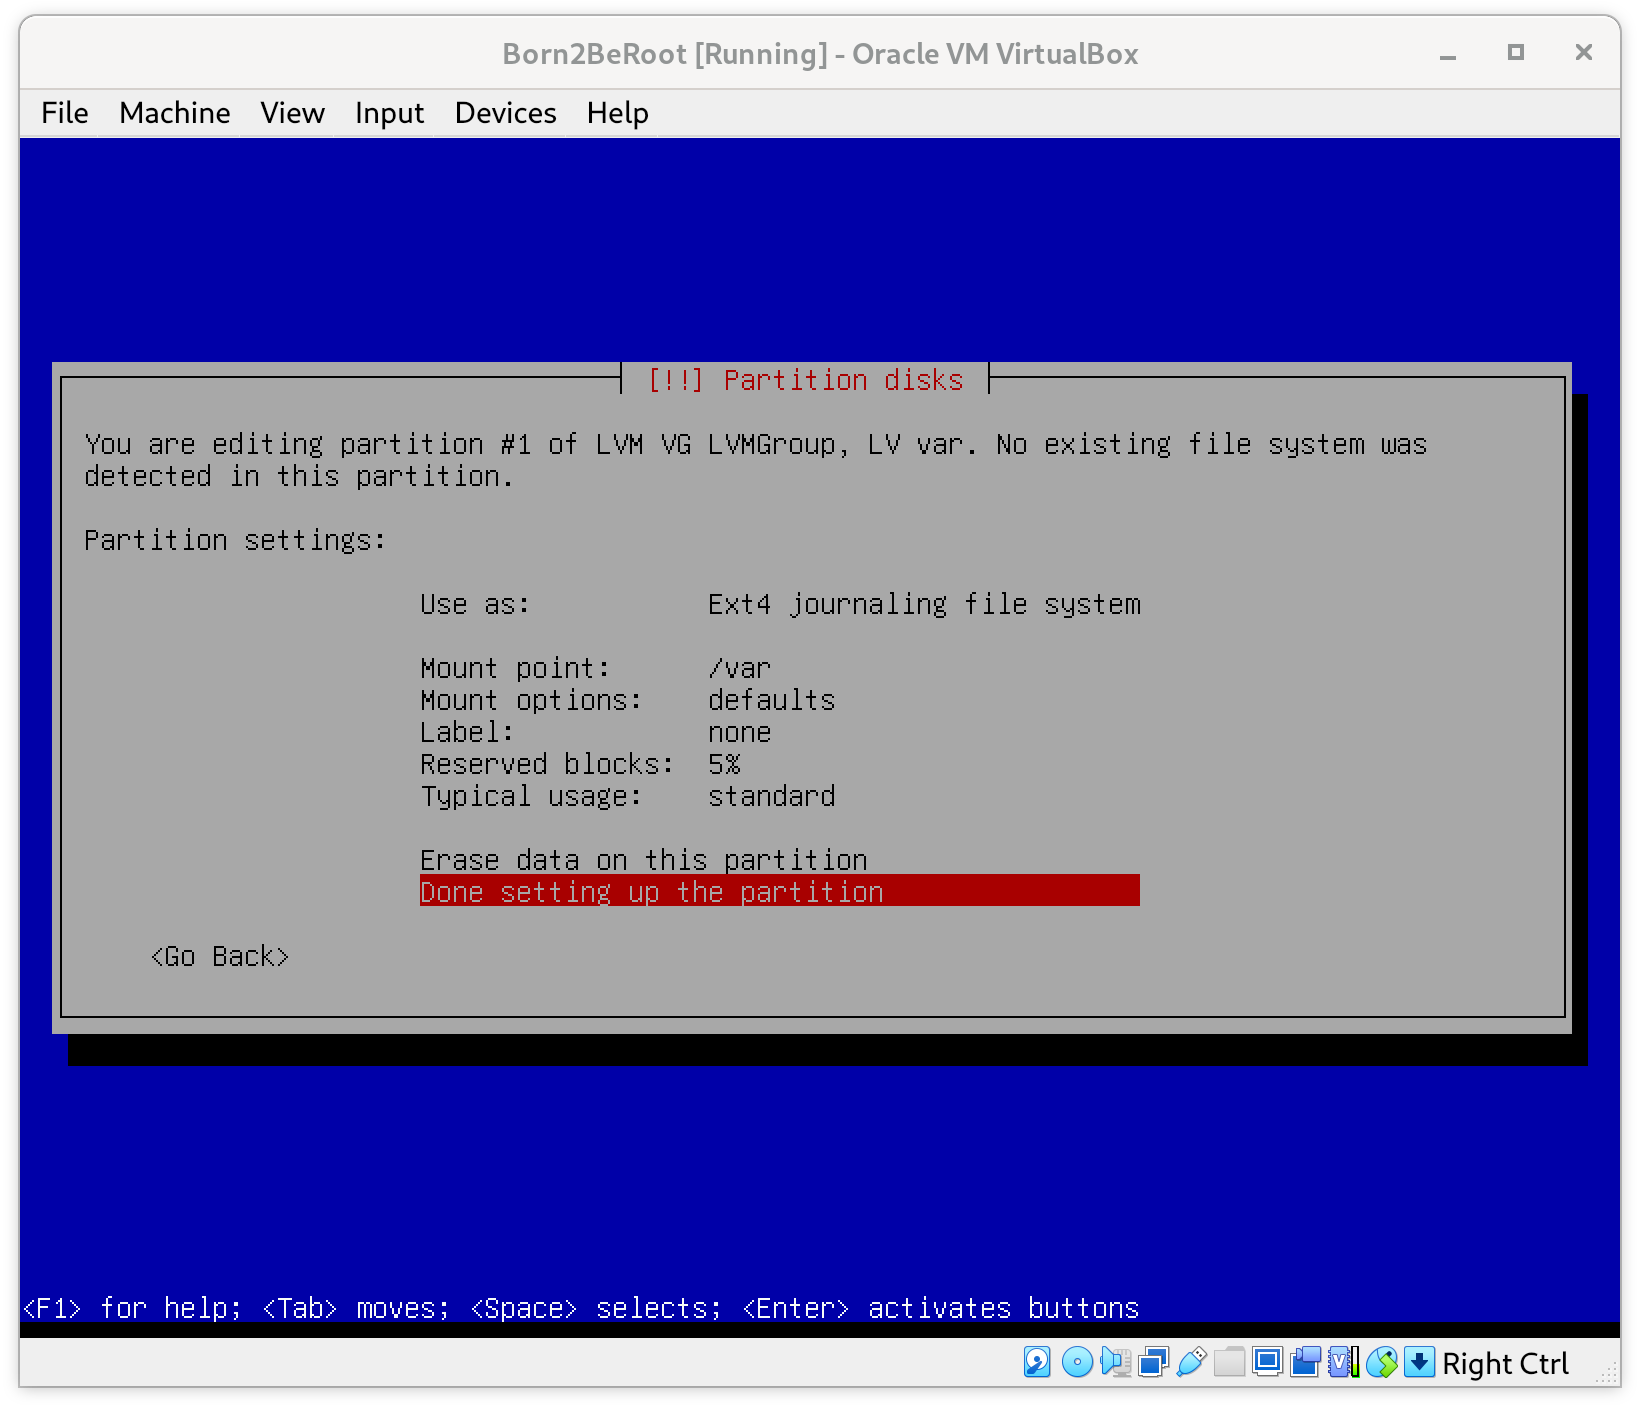 Born2BeRoot [Running] - Oracle VM VirtualBox
File Machine View Input Devices Help
[!!] Partition disks
You are editing partition #1 of LVM VG LVMGroup, LV var. No existing file system was
detected in this partition.
Partition settings:
Use as: Ext4 journaling file system
Mount point: /var
Mount options: defaults
Label: none
Reserved blocks: 5%
Typical usage: standard
Erase data on this partition
Done setting up the partition
<Go Back>
<F1> for help; <Tab> moves; <Space> selects; <Enter> activates buttons
Right Ctrl